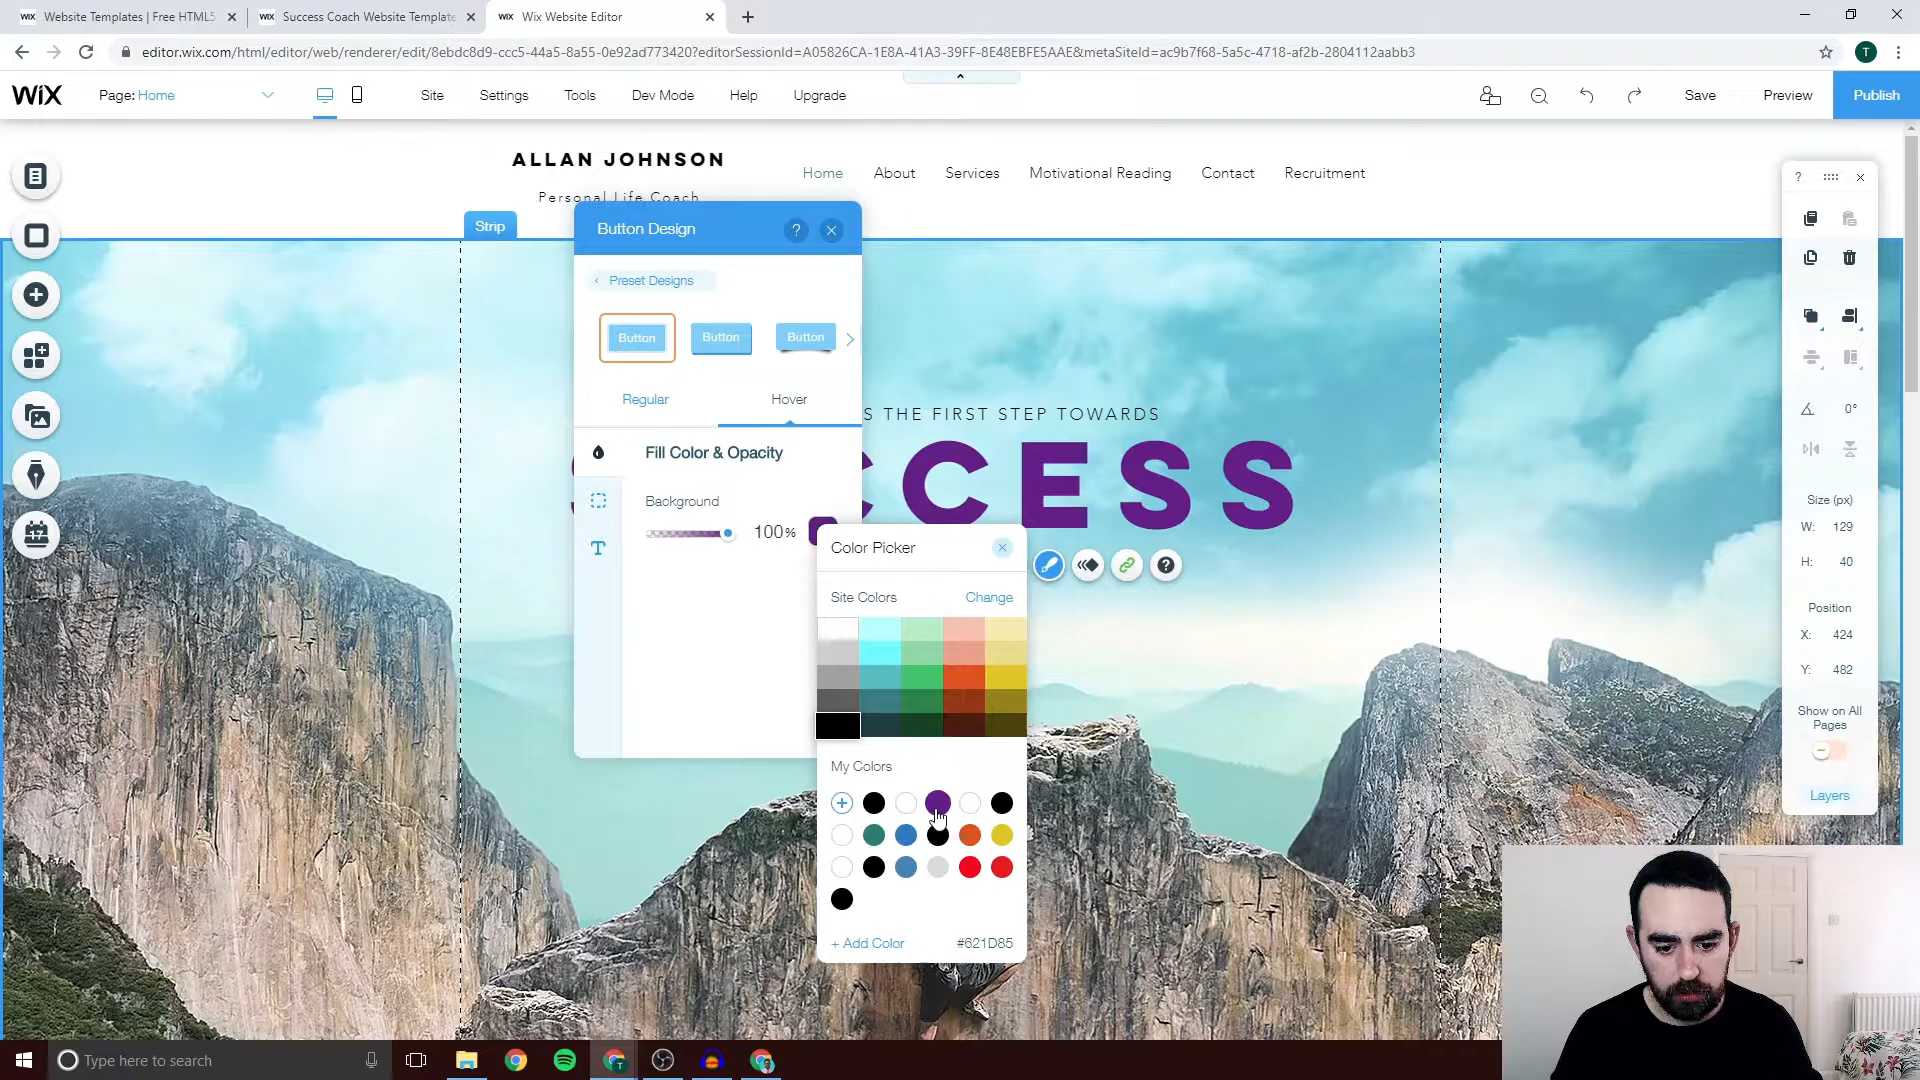 WiX Website Templates | Free HTML5
WiX Success Coach Website Template
WiX Wix Website Editor
editor.wix.com/html/editor/web/renderer/edit/8ebdc8d9-ccc5-44a5-8a55-0e92ad773420?editorSessionId=A05826CA-1E8A-41A3-39FF-8E48EBFE5AAE&metaSiteId=ac9b7f68-5a5c-4718-af2b-2804112aabb3
T
WiX Page: Home Site Settings Tools Dev Mode Help Upgrade Save Preview Publish
ALLAN JOHNSON
Personal Life Coach
Home About Services Motivational Reading Contact Recruitment
Strip
Button Design ?
Preset Designs
Button Button Button
Regular Hover
Fill Color & Opacity
Background
100%
T
S THE FIRST STEP TOWARDS
CCESS
Color Picker
Site Colors Change
My Colors
+ Add Color #621D85
?
?
0°
Size (px)
W: 129
H: 40
Position
X: 424
Y: 482
Show on All
Pages
Layers
17
Type here to search